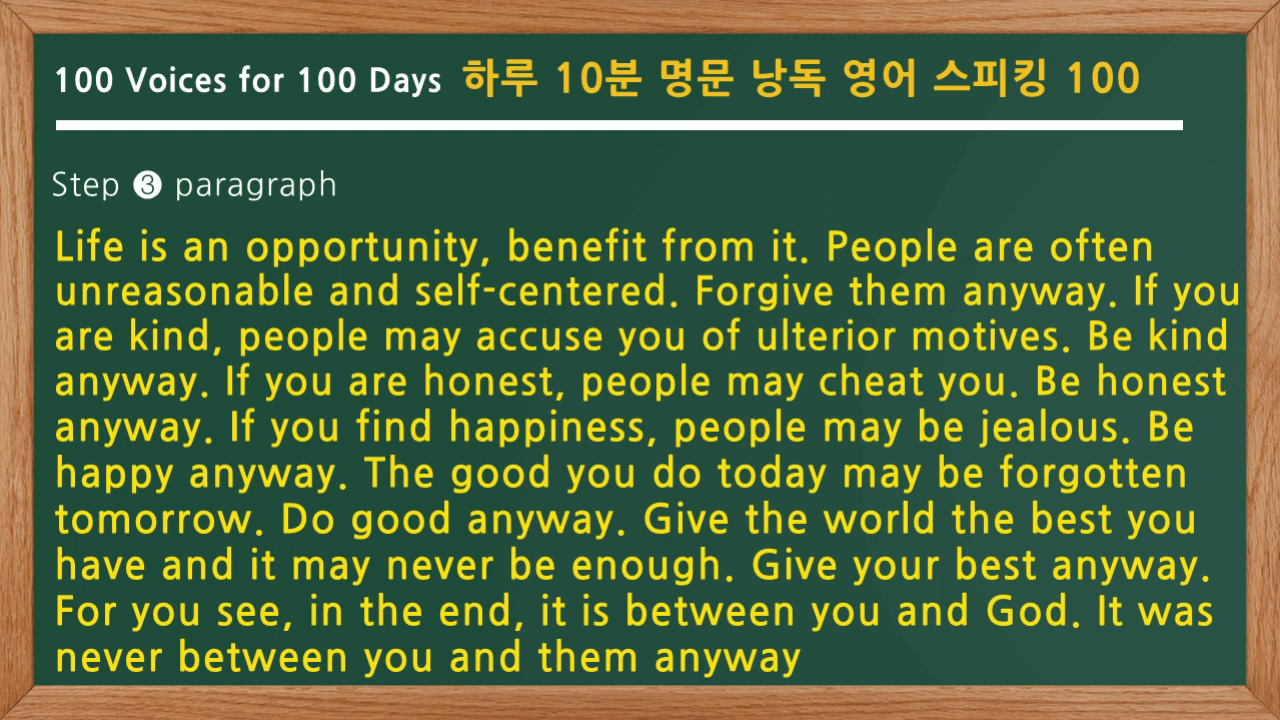 100 Voices for 100 Days 하루 10분 명문 낭독 영어 스피킹 100
Step ❸ paragraph
Life is an opportunity, benefit from it. People are often
unreasonable and self-centered. Forgive them anyway. If you
are kind, people may accuse you of ulterior motives. Be kind
anyway. If you are honest, people may cheat you. Be honest
anyway. If you find happiness, people may be jealous. Be
happy anyway. The good you do today may be forgotten
tomorrow. Do good anyway. Give the world the best you
have and it may never be enough. Give your best anyway.
For you see, in the end, it is between you and God. It was
never between you and them anyway